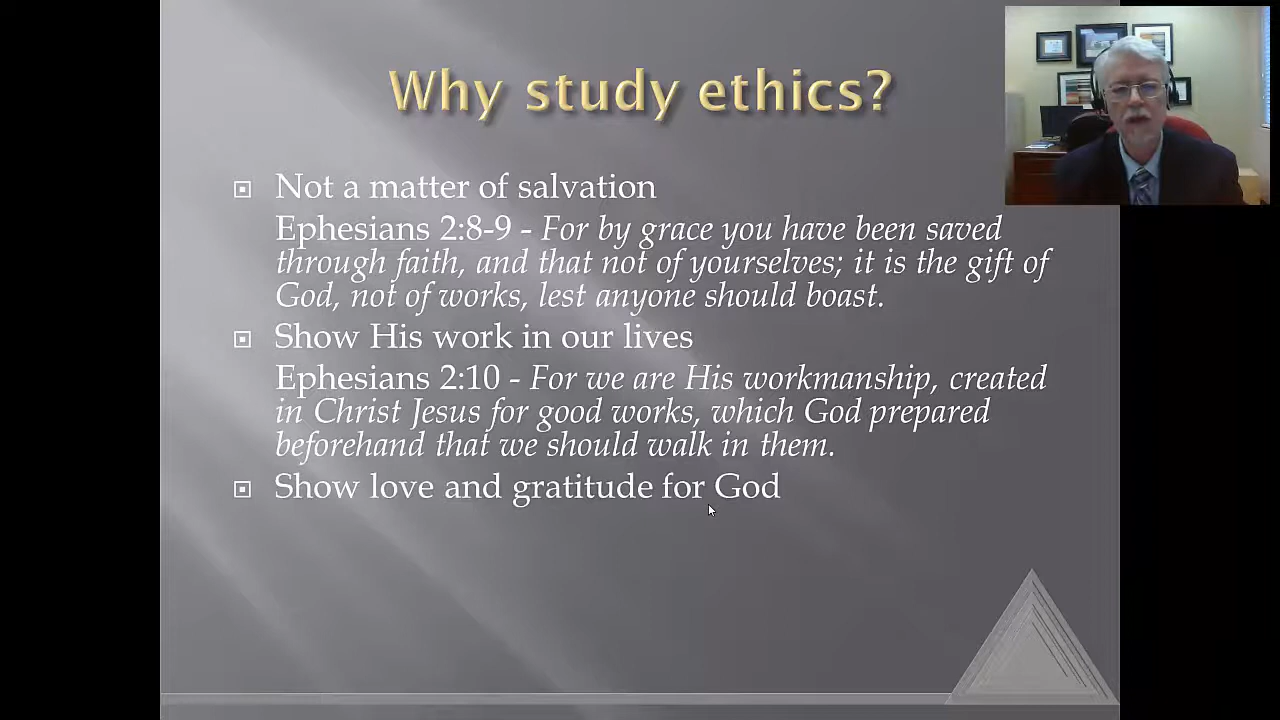 Why study ethics?
Not a matter of salvation
Ephesians 2:8-9 - For by grace you have been saved
through faith, and that not of yourselves; it is the gift of
God, not of works, lest anyone should boast.
Show His work in our lives
Ephesians 2:10 - For we are His workmanship, created
in Christ Jesus for good works, which God prepared
beforehand that we should walk in them.
Show love and gratitude for God